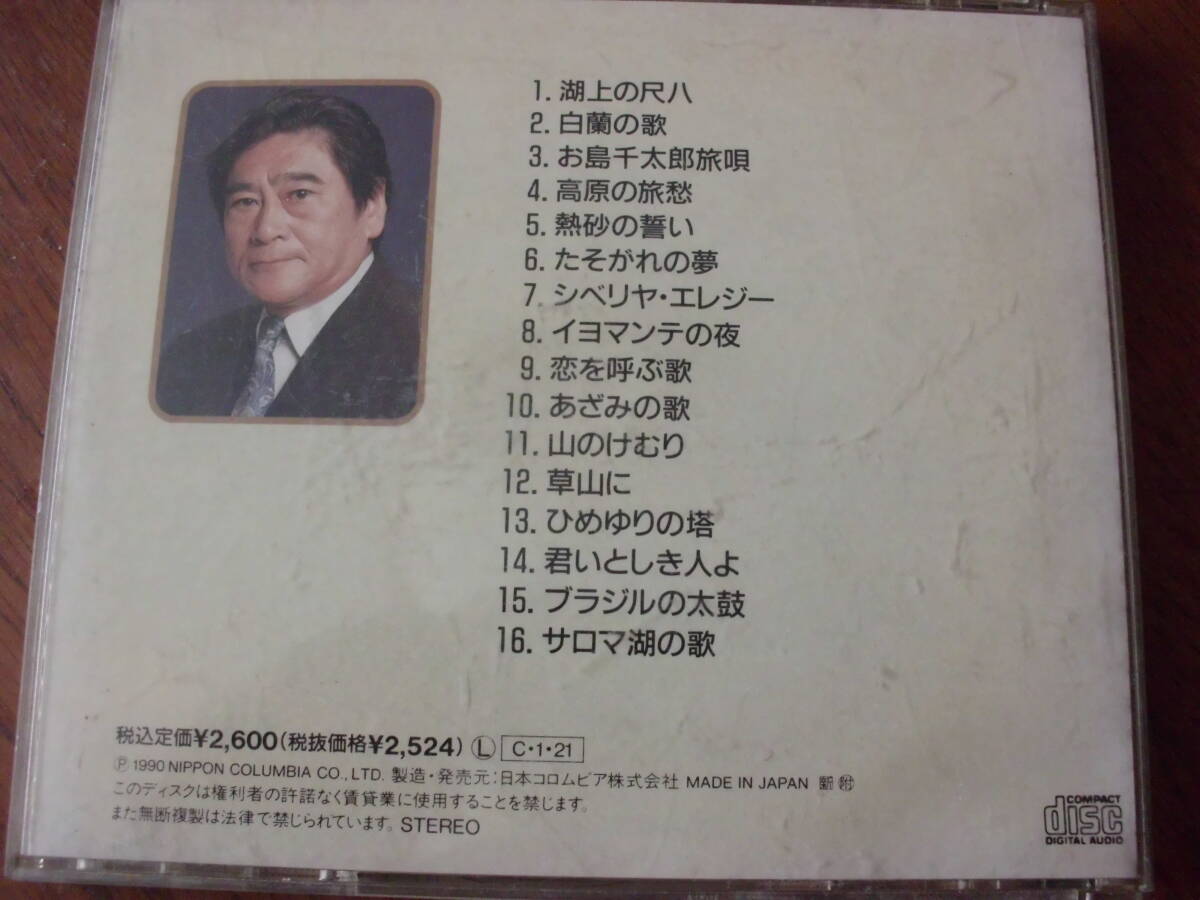 1. 湖上の尺八
2. 白蘭の歌
3. お島千太郎旅唄
4. 高原の旅愁
5. 熱砂の誓い
6. たそがれの夢
7. シベリヤ・エレジー
8. イヨマンテの夜
9. 恋を呼ぶ歌
10. あざみの歌
11. 山のけむり
12. 草山に
13. ひめゆりの塔
14. 君いとしき人よ
15. ブラジルの太鼓
16. サロマ湖の歌
税込定価¥2,600(税抜価格¥2,524) Ⓛ C・1・21
Ⓟ 1990 NIPPON COLUMBIA CO., LTD. 製造・発売元:日本コロムビア株式会社 MADE IN JAPAN
このディスクは権利者の許諾なく賃貸業に使用することを禁じます。
また無断複製は法律で禁じられています。 STEREO
COMPACT
disc
DIGITAL AUDIO